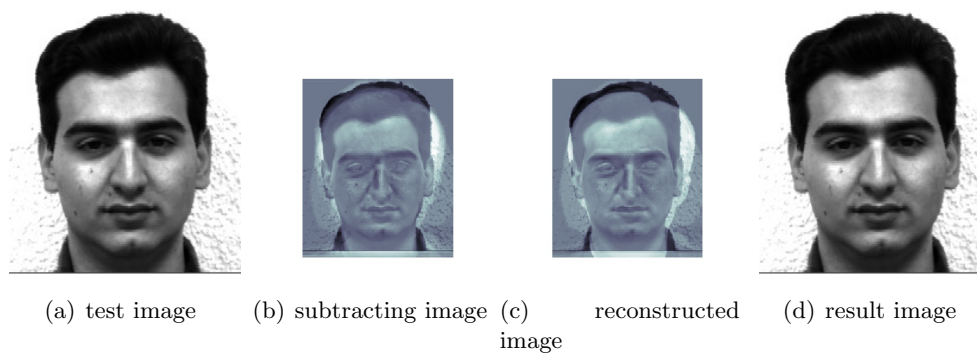 (a) test image
(b) subtracting image
(c) reconstructed
image
(d) result image